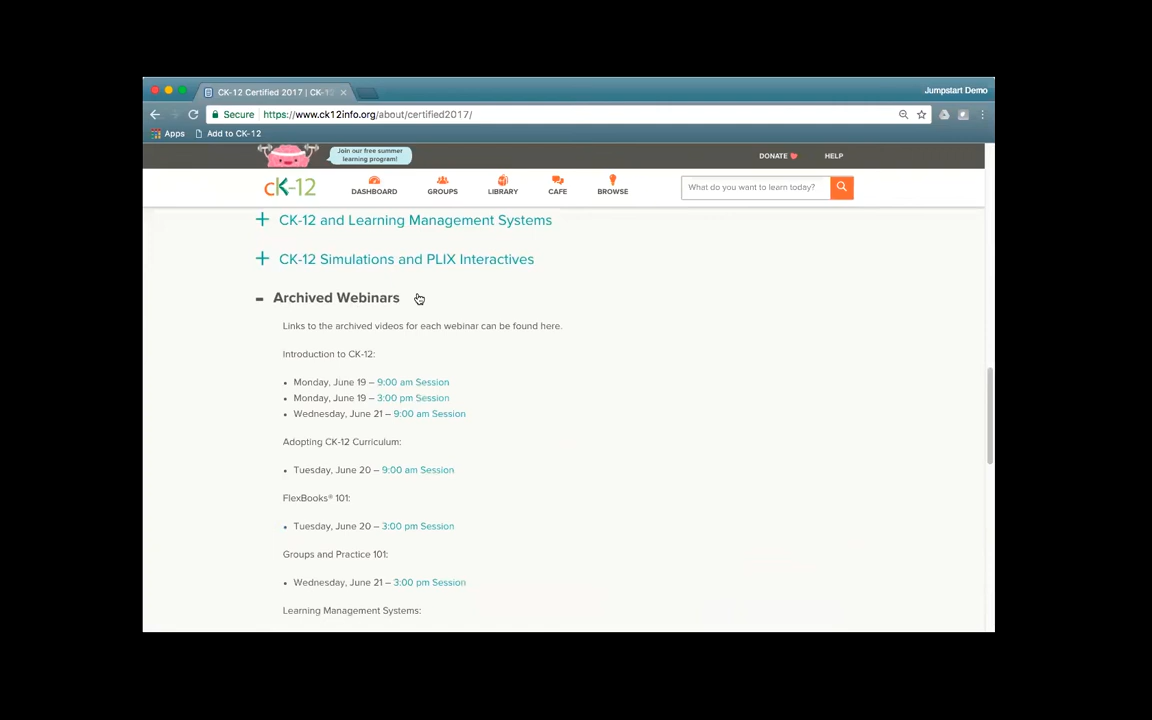 CK-12 Certified 2017 | CK-12
Jumpstart Demo
Secure https://www.ck12info.org/about/certified2017/
Apps Add to CK-12
Join our free summer
learning program!
DONATE HELP
cK-12 DASHBOARD GROUPS LIBRARY CAFE BROWSE What do you want to learn today?
+ CK-12 and Learning Management Systems
+ CK-12 Simulations and PLIX Interactives
– Archived Webinars
Links to the archived videos for each webinar can be found here.
Introduction to CK-12:
• Monday, June 19 – 9:00 am Session
• Monday, June 19 – 3:00 pm Session
• Wednesday, June 21 – 9:00 am Session
Adopting CK-12 Curriculum:
• Tuesday, June 20 – 9:00 am Session
FlexBooks® 101:
• Tuesday, June 20 – 3:00 pm Session
Groups and Practice 101:
• Wednesday, June 21 – 3:00 pm Session
Learning Management Systems: